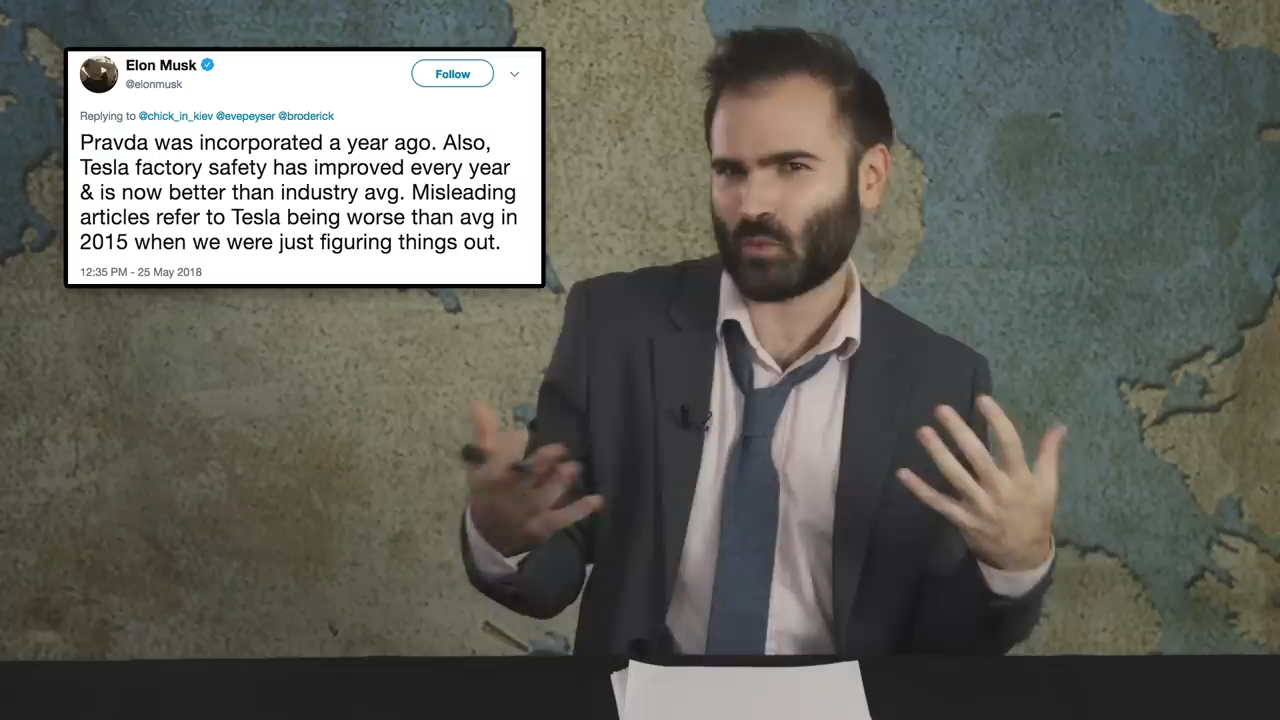 Elon Musk
@elonmusk
Follow
Replying to @chick_in_kiev @evepeyser @broderick
Pravda was incorporated a year ago. Also,
Tesla factory safety has improved every year
& is now better than industry avg. Misleading
articles refer to Tesla being worse than avg in
2015 when we were just figuring things out.
12:35 PM - 25 May 2018